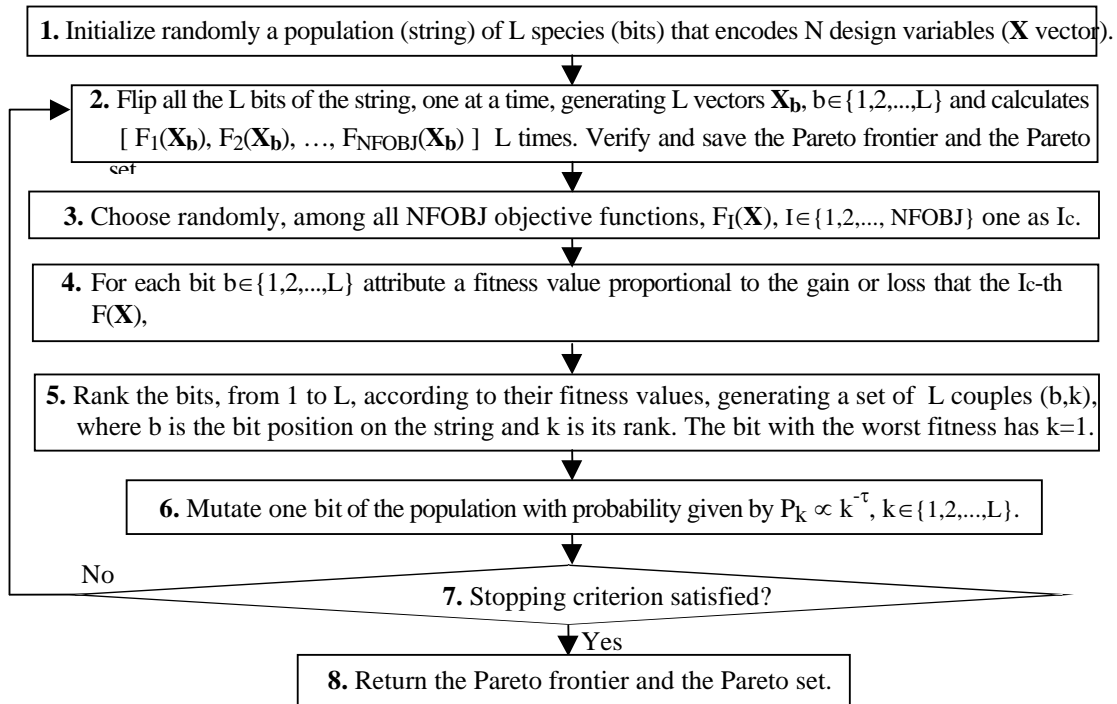 1. Initialize randomly a population (string) of L species (bits) that encodes N design variables (X vector).
2. Flip all the L bits of the string, one at a time, generating L vectors Xb, b∈{1,2,...,L} and calculates
[ F1(Xb), F2(Xb), …, FNFOBJ(Xb) ] L times. Verify and save the Pareto frontier and the Pareto
set
3. Choose randomly, among all NFOBJ objective functions, FI(X), I∈{1,2,..., NFOBJ} one as Ic.
4. For each bit b∈{1,2,...,L} attribute a fitness value proportional to the gain or loss that the Ic-th
F(X),
5. Rank the bits, from 1 to L, according to their fitness values, generating a set of L couples (b,k),
where b is the bit position on the string and k is its rank. The bit with the worst fitness has k=1.
6. Mutate one bit of the population with probability given by Pk ∝ k^-τ, k∈{1,2,...,L}.
No
7. Stopping criterion satisfied?
Yes
8. Return the Pareto frontier and the Pareto set.